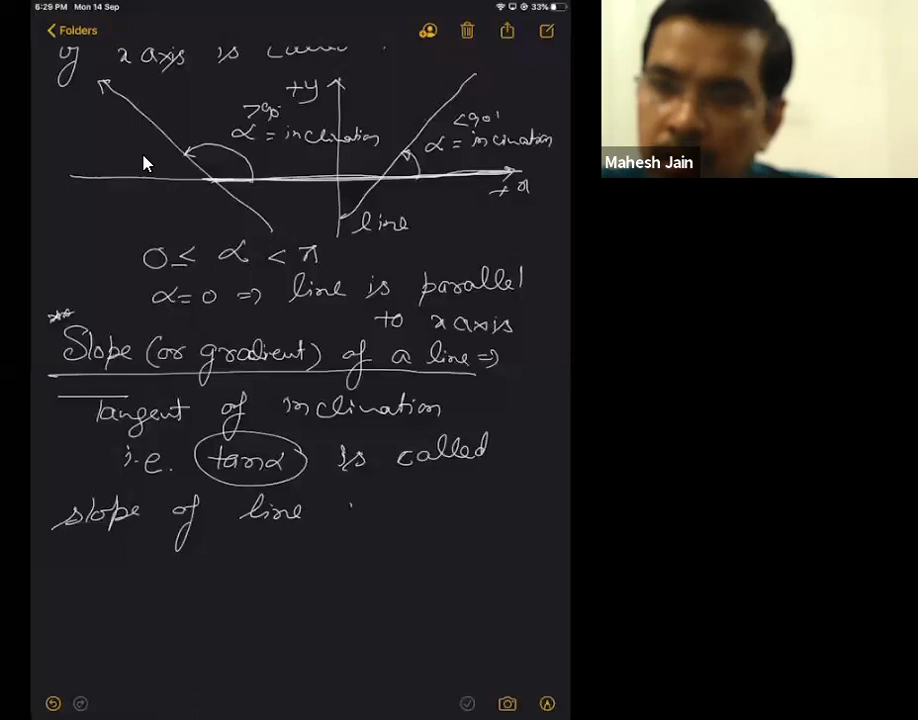 6:29 PM Mon 14 Sep
33%
Folders
of x axis is
+y
>90°
α = inclination
<90°
α = inclination
+x
line
0 ≤ α < π
α = 0 => line is parallel
to x axis
Slope (or gradient) of a line =>
Tangent of inclination
i.e. tanα is called
slope of line .
Mahesh Jain